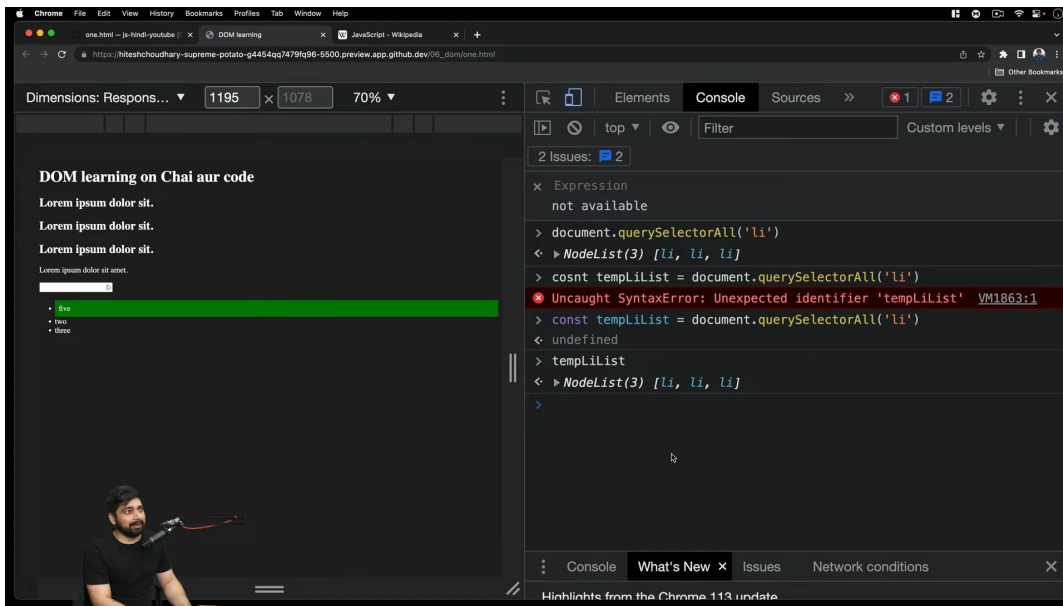 Chrome File Edit View History Bookmarks Profiles Tab Window Help
one.html — js-hindi-youtube [
DOM learning
JavaScript - Wikipedia
https://hiteshchoudhary-supreme-potato-g4454qq7479fq96-5500.preview.app.github.dev/06_dom/one.html
Other Bookmarks
Dimensions: Respons... ▼ 1195 × 1078 70% ▼
DOM learning on Chai aur code
Lorem ipsum dolor sit.
Lorem ipsum dolor sit.
Lorem ipsum dolor sit.
Lorem ipsum dolor sit amet.
five
two
three
Elements Console Sources » 1 2
top ▼ Filter Custom levels ▼
2 Issues: 2
Expression
not available
> document.querySelectorAll('li')
NodeList(3) [li, li, li]
> cosnt tempLiList = document.querySelectorAll('li')
Uncaught SyntaxError: Unexpected identifier 'tempLiList' VM1863:1
> const tempLiList = document.querySelectorAll('li')
undefined
> tempLiList
NodeList(3) [li, li, li]
>
Console What's New × Issues Network conditions
Highlights from the Chrome 113 update